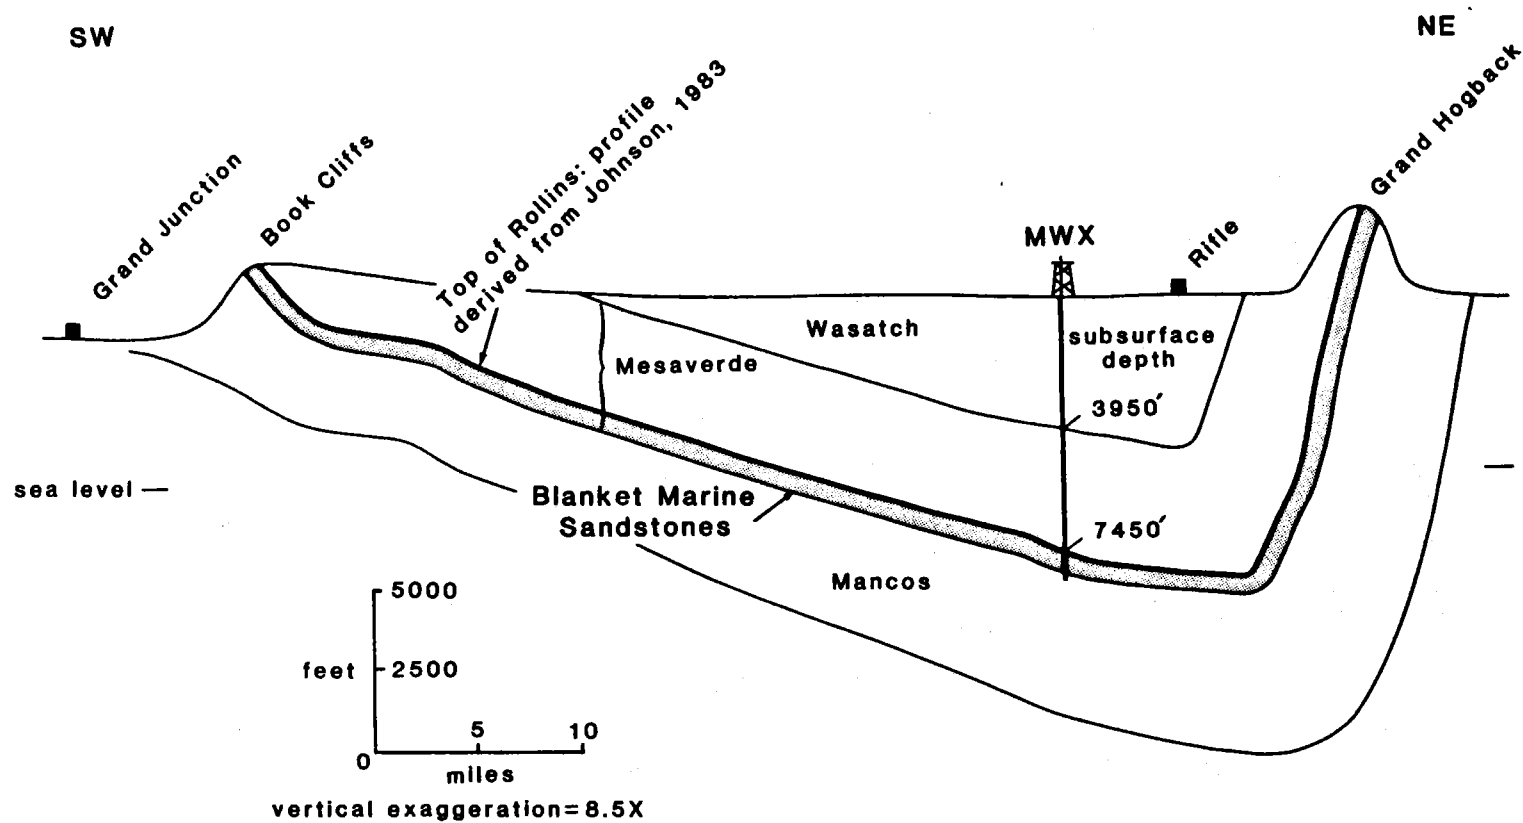 SW
NE
Grand Junction
Book Cliffs
Top of Rollins: profile
derived from Johnson, 1983
MWX
Rifle
Grand Hogback
Wasatch
subsurface
depth
Mesaverde
3950′
sea level
Blanket Marine
Sandstones
7450′
Mancos
5000
feet
2500
5
10
0
miles
vertical exaggeration=8.5X